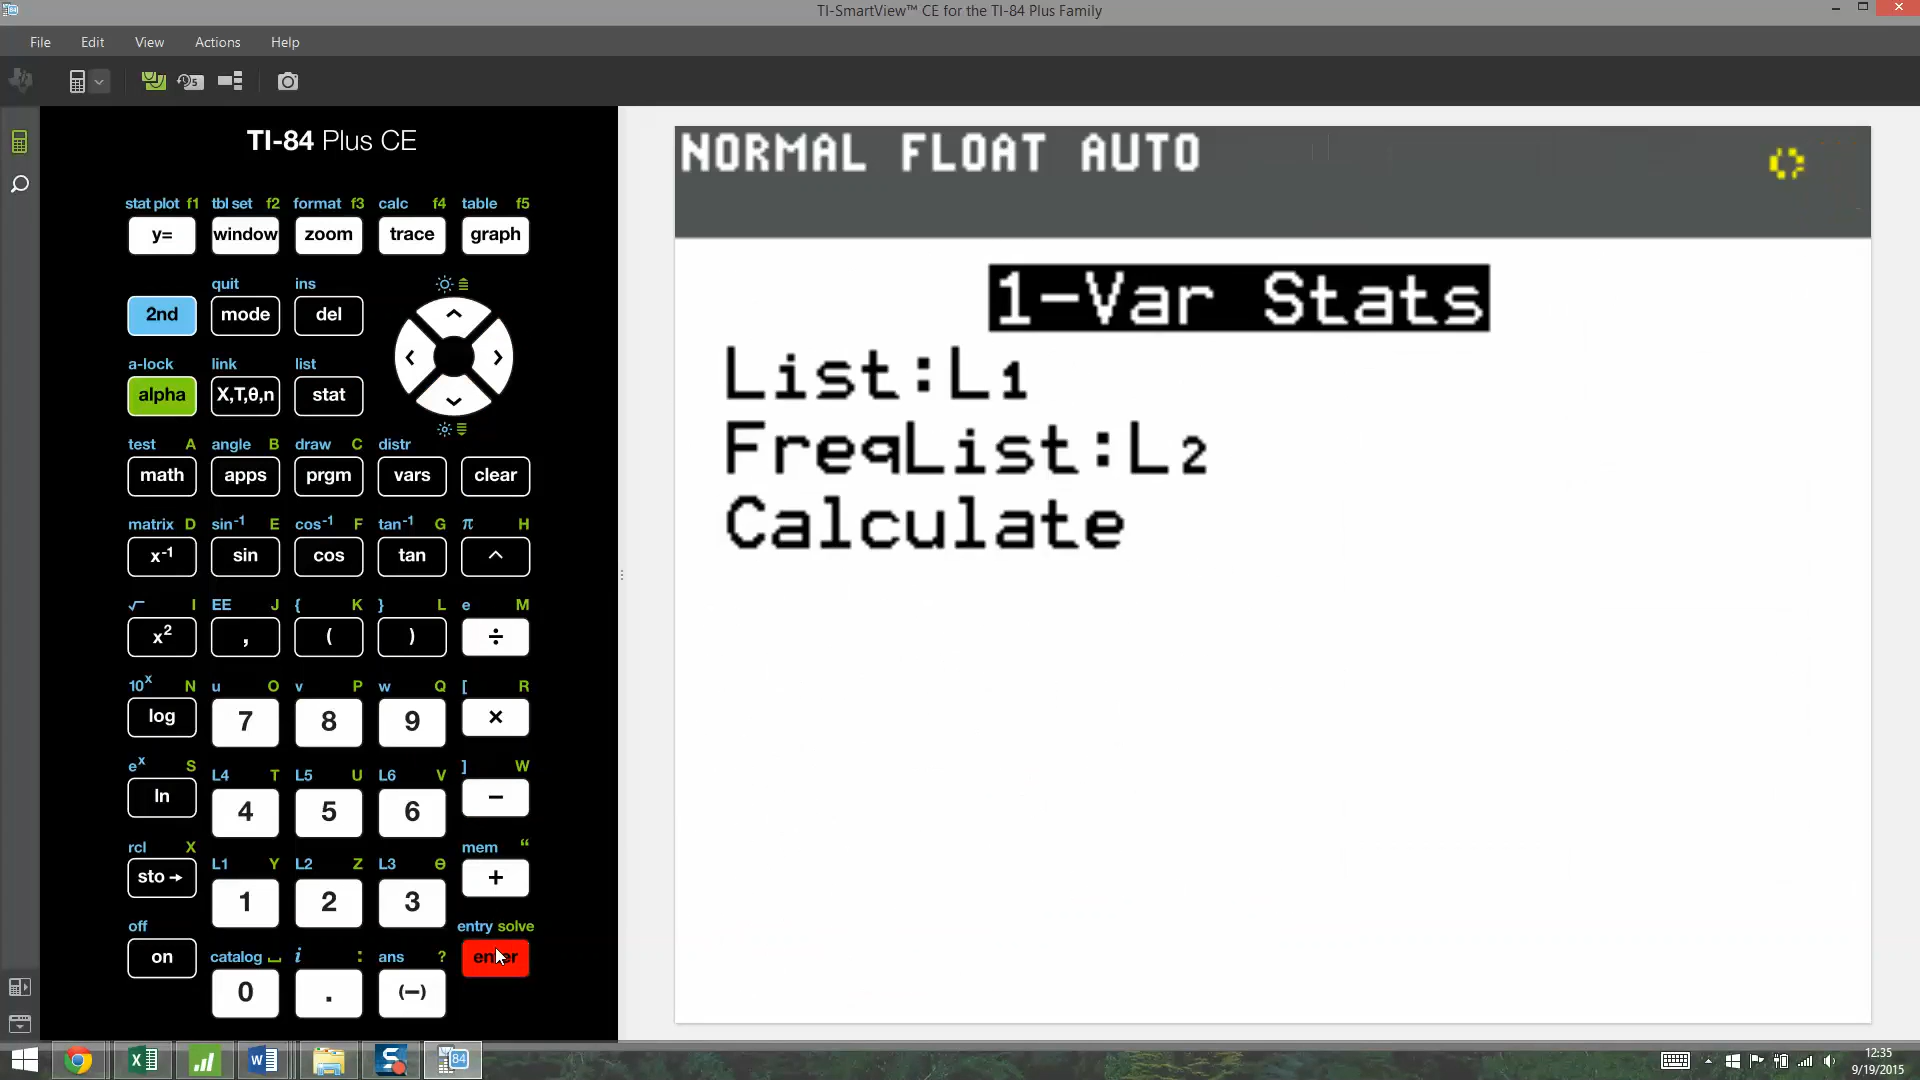 TI-SmartView™ CE for the TI-84 Plus Family
File Edit View Actions Help
TI-84 Plus CE
stat plot f1 tbl set f2 format f3 calc f4 table f5
y= window zoom trace graph
quit ins
2nd mode del
a-lock link list
alpha X,T,θ,n stat
test A angle B draw C distr
math apps prgm vars clear
matrix D sin⁻¹ E cos⁻¹ F tan⁻¹ G π H
x⁻¹ sin cos tan ^
√ I EE J { K } L e M
x² , ( ) ÷
10ˣ N u O v P w Q [ R
log 7 8 9 ×
eˣ S L4 T L5 U L6 V ] W
ln 4 5 6 −
rcl X L1 Y L2 Z L3 θ mem “
sto→ 1 2 3 +
off entry solve
on enter
catalog ⎵ i : ans ?
0 . (−)
NORMAL FLOAT AUTO
1-Var Stats
List:L₁
FreqList:L₂
Calculate
84
12:35
9/19/2015